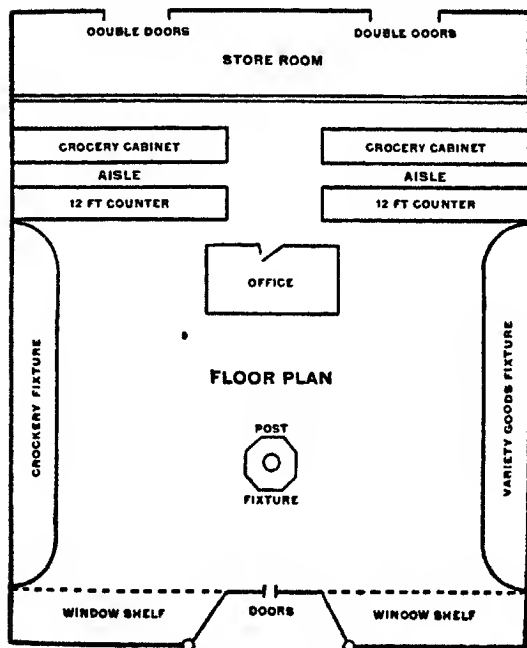 DOUBLE DOORS DOUBLE DOORS
STORE ROOM
GROCERY CABINET GROCERY CABINET
AISLE AISLE
12 FT COUNTER 12 FT COUNTER
OFFICE
CROCKERY FIXTURE
VARIETY GOODS FIXTURE
FLOOR PLAN
POST
FIXTURE
WINDOW SHELF DOORS WINDOW SHELF